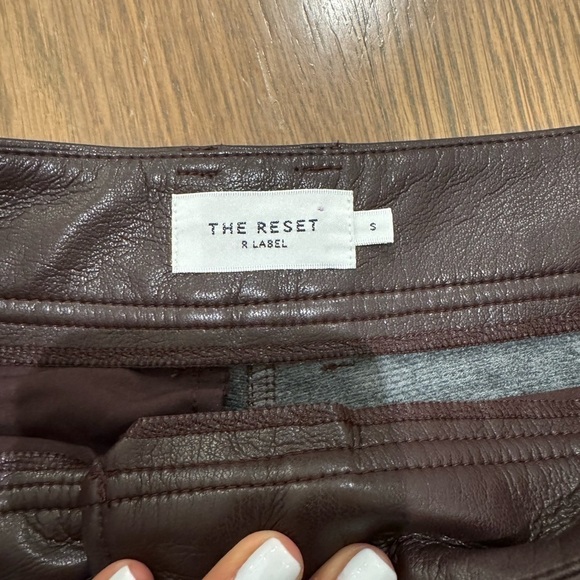 THE RESET
R LABEL
S